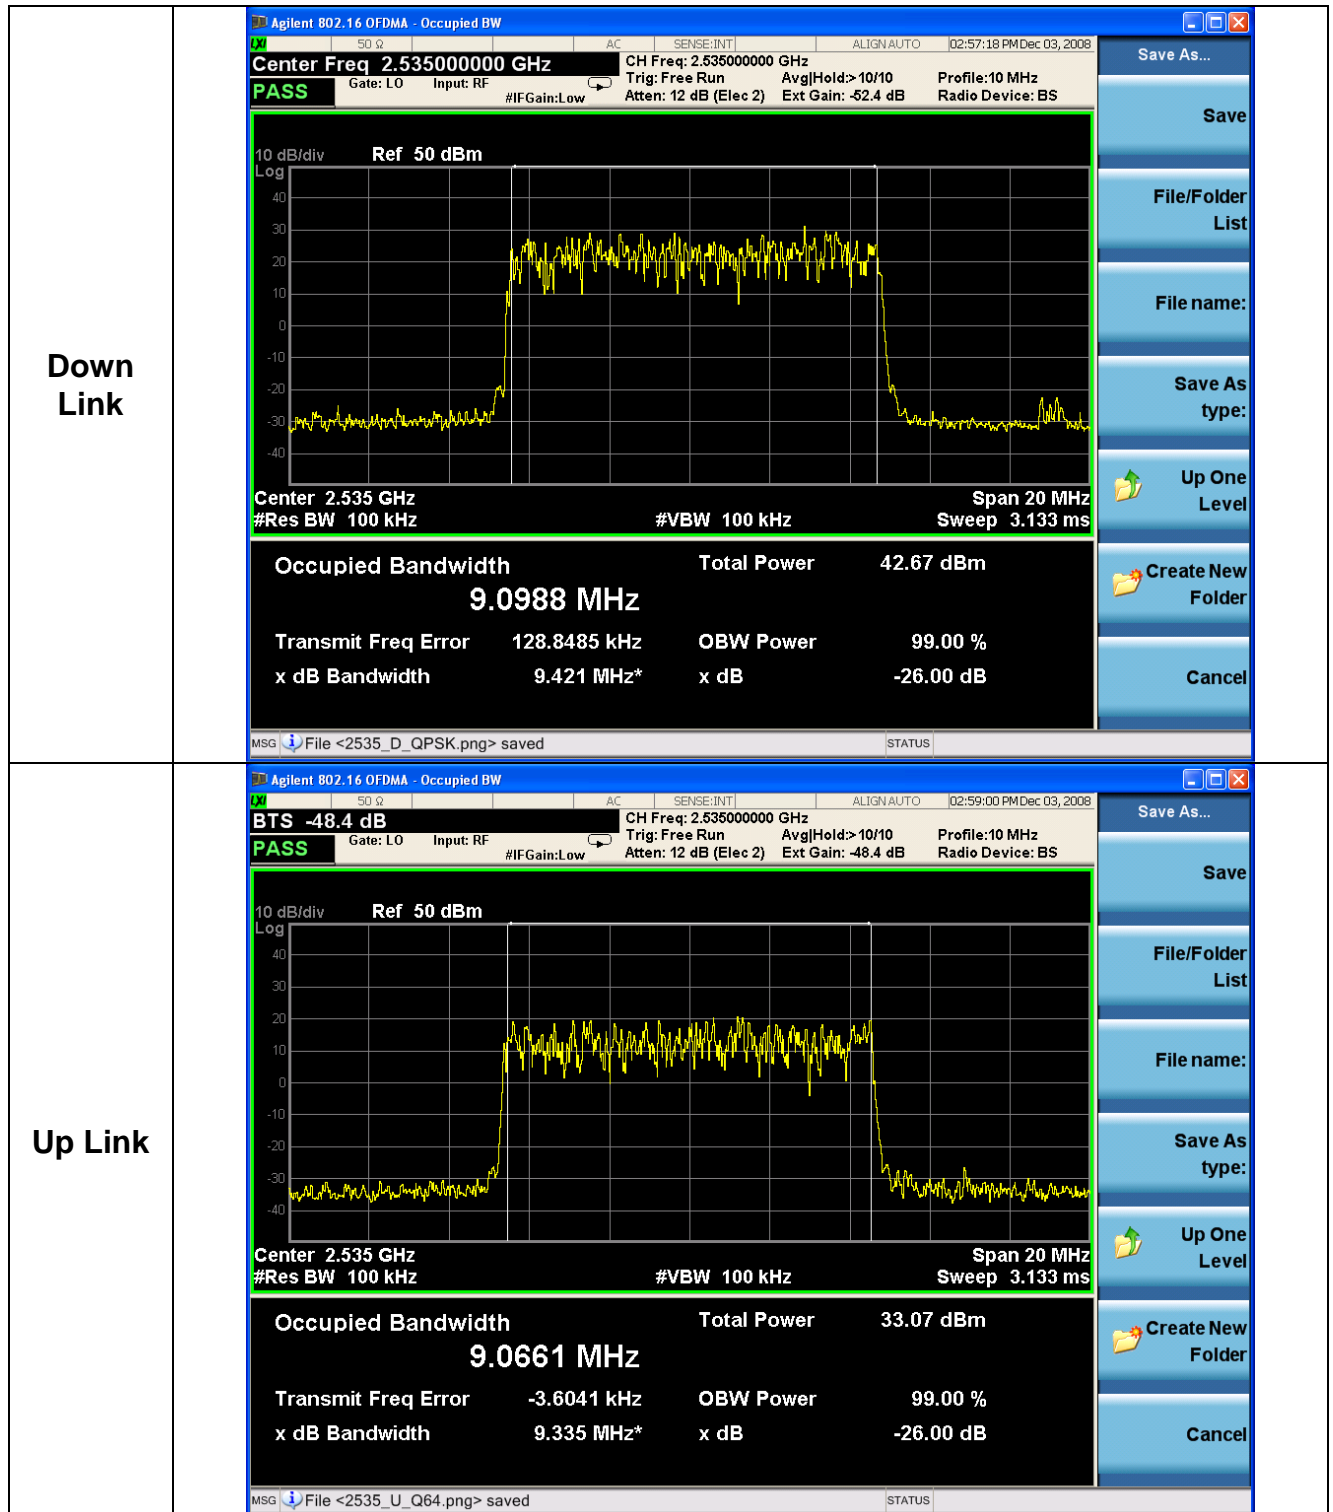 Down
Link
Agilent 802.16 OFDMA - Occupied BW
LXI 50 Ω AC SENSE:INT ALIGN AUTO 02:57:18 PM Dec 03, 2008
Center Freq 2.535000000 GHz
PASS
Gate: LO Input: RF #IFGain:Low
CH Freq: 2.535000000 GHz
Trig: Free Run Avg|Hold:>10/10 Profile:10 MHz
Atten: 12 dB (Elec 2) Ext Gain: -52.4 dB Radio Device: BS
10 dB/div Ref 50 dBm
Log
40
30
20
10
0
-10
-20
-30
-40
Center 2.535 GHz Span 20 MHz
#Res BW 100 kHz #VBW 100 kHz Sweep 3.133 ms
Occupied Bandwidth Total Power 42.67 dBm
9.0988 MHz
Transmit Freq Error 128.8485 kHz OBW Power 99.00 %
x dB Bandwidth 9.421 MHz* x dB -26.00 dB
MSG File <2535_D_QPSK.png> saved STATUS
Save As...
Save
File/Folder
List
File name:
Save As
type:
Up One
Level
Create New
Folder
Cancel
Up Link
Agilent 802.16 OFDMA - Occupied BW
LXI 50 Ω AC SENSE:INT ALIGN AUTO 02:59:00 PM Dec 03, 2008
BTS -48.4 dB
PASS
Gate: LO Input: RF #IFGain:Low
CH Freq: 2.535000000 GHz
Trig: Free Run Avg|Hold:>10/10 Profile:10 MHz
Atten: 12 dB (Elec 2) Ext Gain: -48.4 dB Radio Device: BS
10 dB/div Ref 50 dBm
Log
40
30
20
10
0
-10
-20
-30
-40
Center 2.535 GHz Span 20 MHz
#Res BW 100 kHz #VBW 100 kHz Sweep 3.133 ms
Occupied Bandwidth Total Power 33.07 dBm
9.0661 MHz
Transmit Freq Error -3.6041 kHz OBW Power 99.00 %
x dB Bandwidth 9.335 MHz* x dB -26.00 dB
MSG File <2535_U_Q64.png> saved STATUS
Save As...
Save
File/Folder
List
File name:
Save As
type:
Up One
Level
Create New
Folder
Cancel